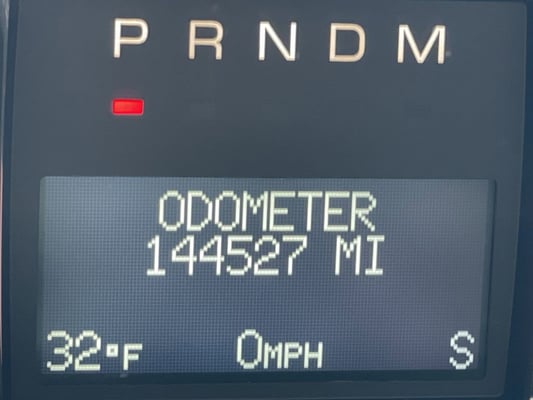 P R N D M
ODOMETER
144527 MI
32°F 0MPH S